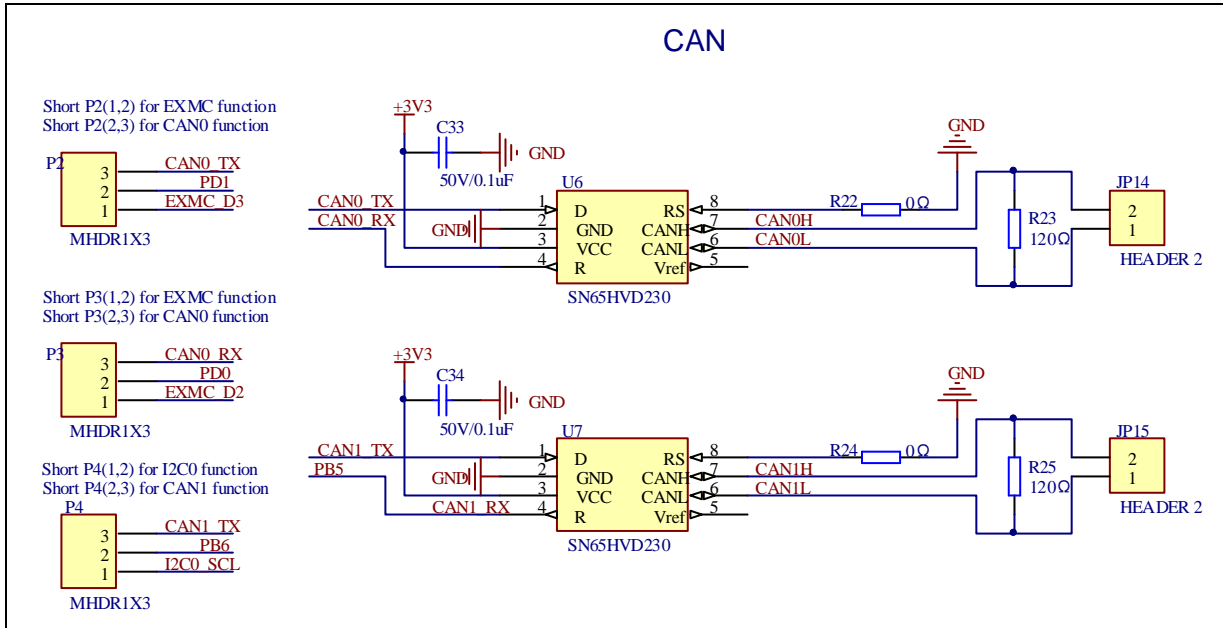 CAN
Short P2(1,2) for EXMC function
Short P2(2,3) for CAN0 function
P2
3 CAN0_TX
2 PD1
1 EXMC_D3
MHDR1X3
Short P3(1,2) for EXMC function
Short P3(2,3) for CAN0 function
P3
3 CAN0_RX
2 PD0
1 EXMC_D2
MHDR1X3
Short P4(1,2) for I2C0 function
Short P4(2,3) for CAN1 function
P4
3 CAN1_TX
2 PB6
1 I2C0_SCL
MHDR1X3
+3V3
C33
GND
50V/0.1uF
U6
CAN0_TX 1 D RS 8 R22 0Ω GND
CAN0_RX GND 2 GND CANH 7 CAN0H
3 VCC CANL 6 CAN0L
4 R Vref 5
SN65HVD230
R23
120Ω
JP14
2
1
HEADER 2
+3V3
C34
GND
50V/0.1uF
U7
CAN1_TX 1 D RS 8 R24 0Ω GND
PB5 GND 2 GND CANH 7 CAN1H
3 VCC CANL 6 CAN1L
CAN1_RX 4 R Vref 5
SN65HVD230
R25
120Ω
JP15
2
1
HEADER 2